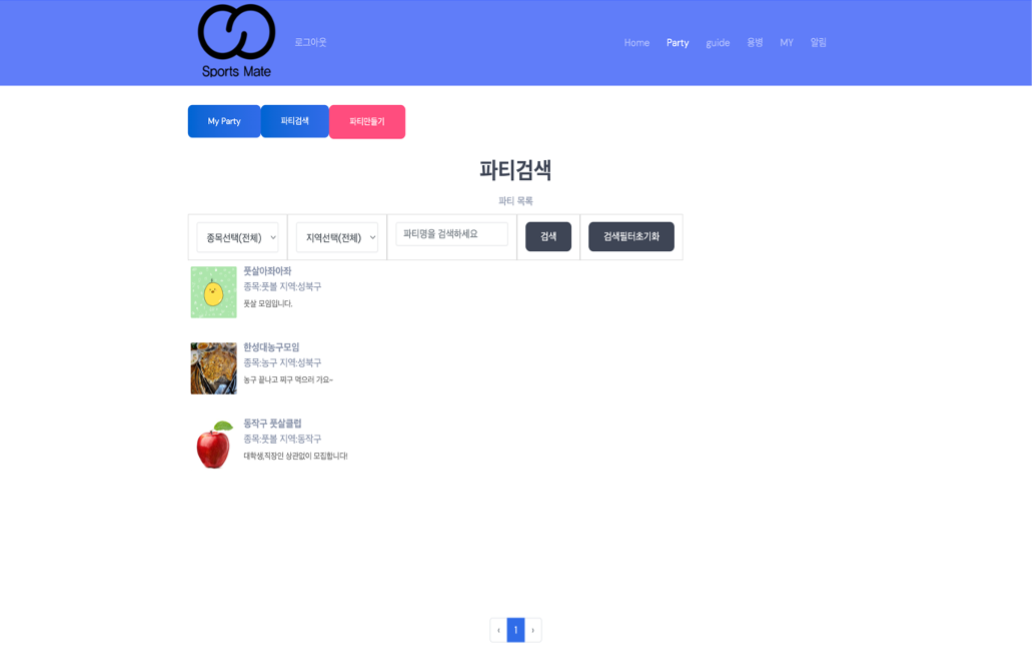 로그아웃
Home Party guide 용병 MY 알림
Sports Mate
My Party 파티검색 파티만들기
파티검색
파티 목록
종목선택(전체) 지역선택(전체) 파티명을 검색하세요 검색 검색필터초기화
풋살아좌아좌
종목:풋볼 지역:성북구
풋살 모임입니다.
한성대농구모임
종목:농구 지역:성북구
농구 끝나고 찌구 먹으러 가요~
동작구 풋살클럽
종목:풋볼 지역:동작구
대학생,직장인 상관없이 모집합니다!
‹ 1 ›